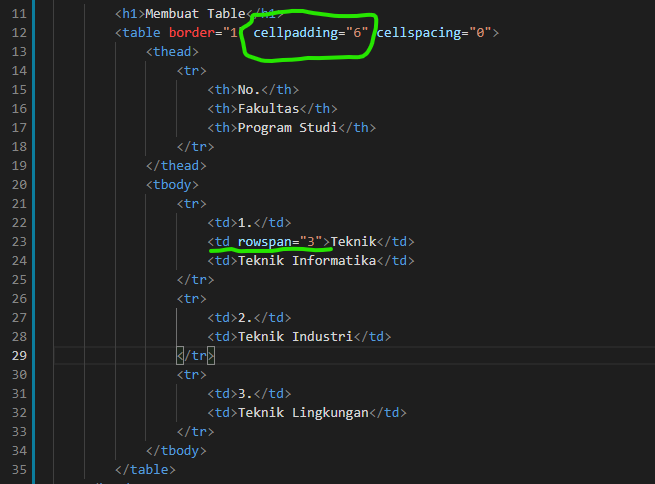 11 <h1>Membuat Table</h1>
12 <table border="1" cellpadding="6" cellspacing="0">
13 <thead>
14 <tr>
15 <th>No.</th>
16 <th>Fakultas</th>
17 <th>Program Studi</th>
18 </tr>
19 </thead>
20 <tbody>
21 <tr>
22 <td>1.</td>
23 <td rowspan="3">Teknik</td>
24 <td>Teknik Informatika</td>
25 </tr>
26 <tr>
27 <td>2.</td>
28 <td>Teknik Industri</td>
29 </tr>
30 <tr>
31 <td>3.</td>
32 <td>Teknik Lingkungan</td>
33 </tr>
34 </tbody>
35 </table>